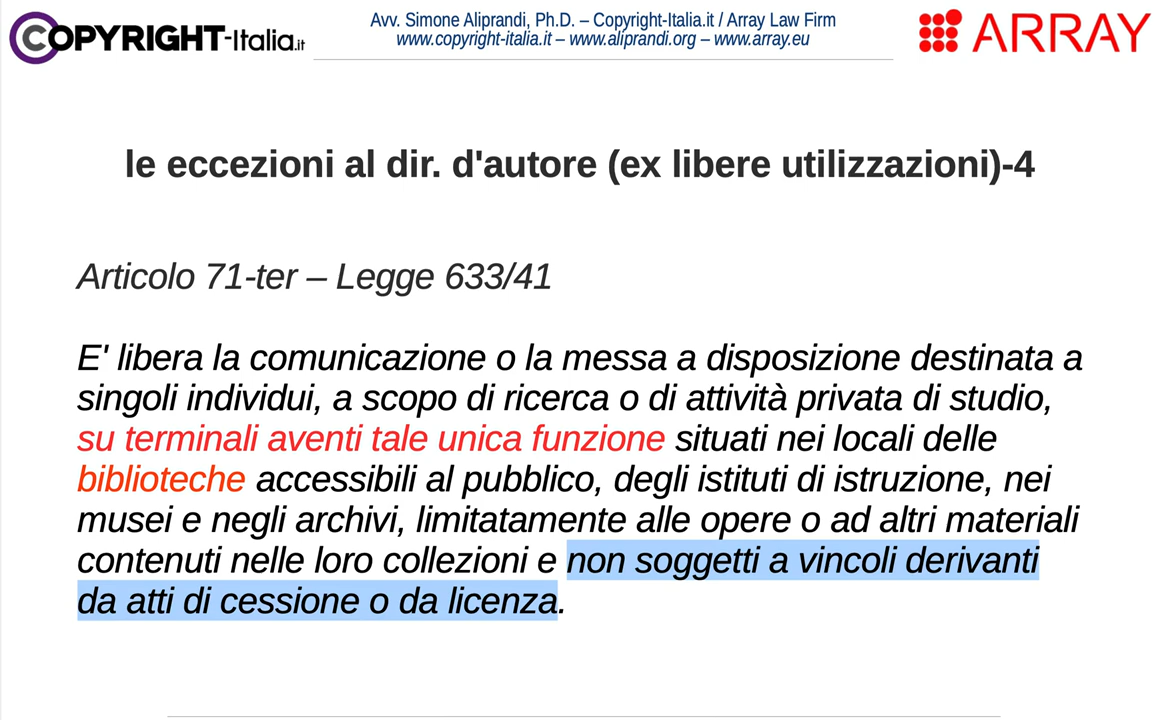 COPYRIGHT-Italia.it
Avv. Simone Aliprandi, Ph.D. – Copyright-Italia.it / Array Law Firm
www.copyright-italia.it – www.aliprandi.org – www.array.eu
ARRAY
le eccezioni al dir. d'autore (ex libere utilizzazioni)-4
Articolo 71-ter – Legge 633/41
E' libera la comunicazione o la messa a disposizione destinata a
singoli individui, a scopo di ricerca o di attività privata di studio,
su terminali aventi tale unica funzione situati nei locali delle
biblioteche accessibili al pubblico, degli istituti di istruzione, nei
musei e negli archivi, limitatamente alle opere o ad altri materiali
contenuti nelle loro collezioni e non soggetti a vincoli derivanti
da atti di cessione o da licenza.